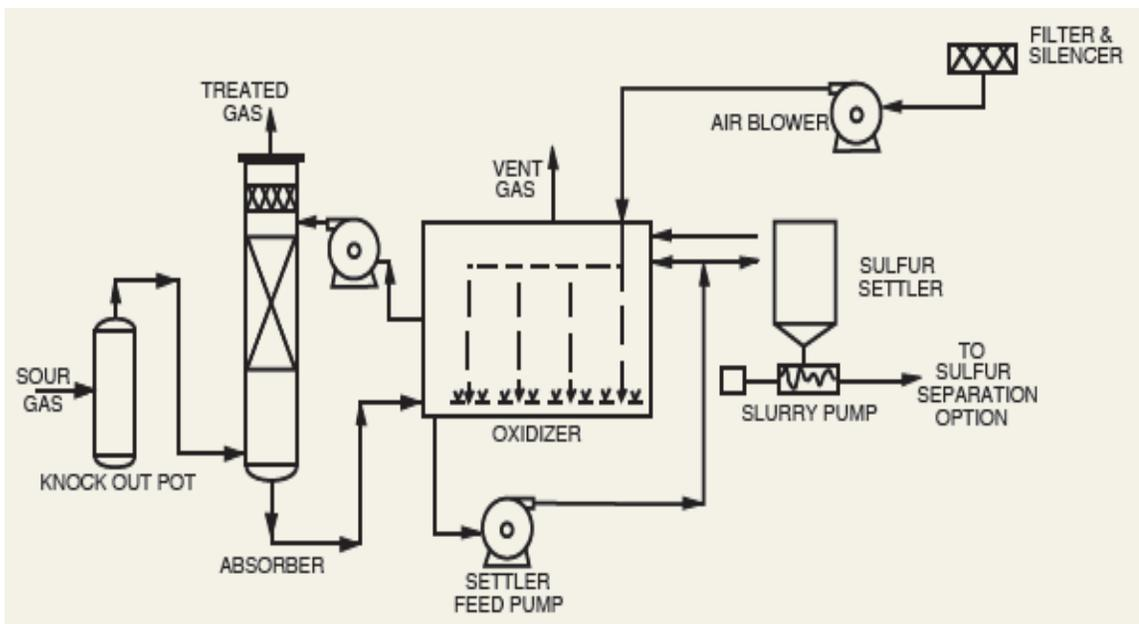 FILTER &
SILENCER
TREATED
GAS
AIR BLOWER
VENT
GAS
SULFUR
SETTLER
SOUR
GAS
TO
SULFUR
SEPARATION
OPTION
SLURRY PUMP
OXIDIZER
KNOCK OUT POT
ABSORBER
SETTLER
FEED PUMP